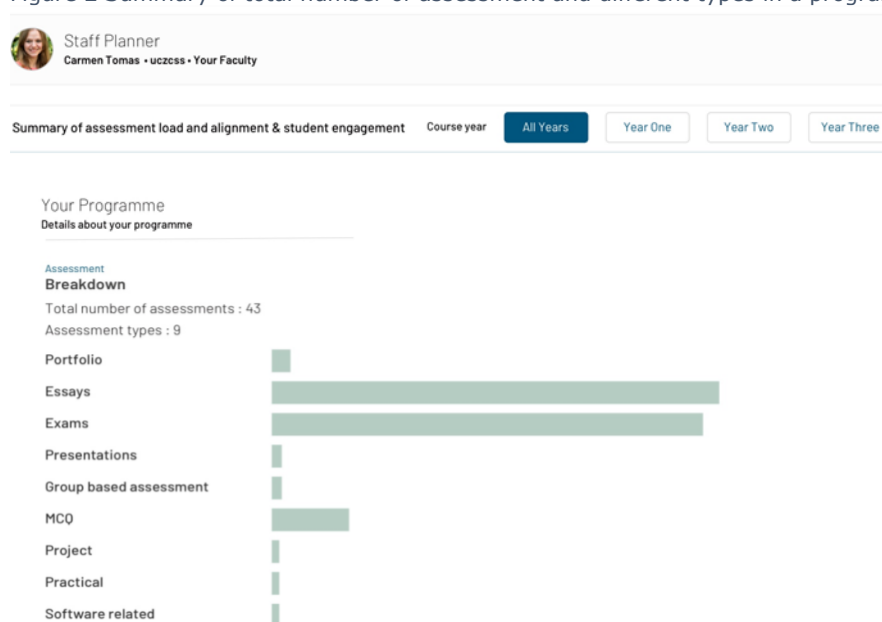 Staff Planner
Carmen Tomas • uczcss • Your Faculty
Summary of assessment load and alignment & student engagement Course year All Years Year One Year Two Year Three
Your Programme
Details about your programme
Assessment
Breakdown
Total number of assessments : 43
Assessment types : 9
Portfolio
Essays
Exams
Presentations
Group based assessment
MCQ
Project
Practical
Software related